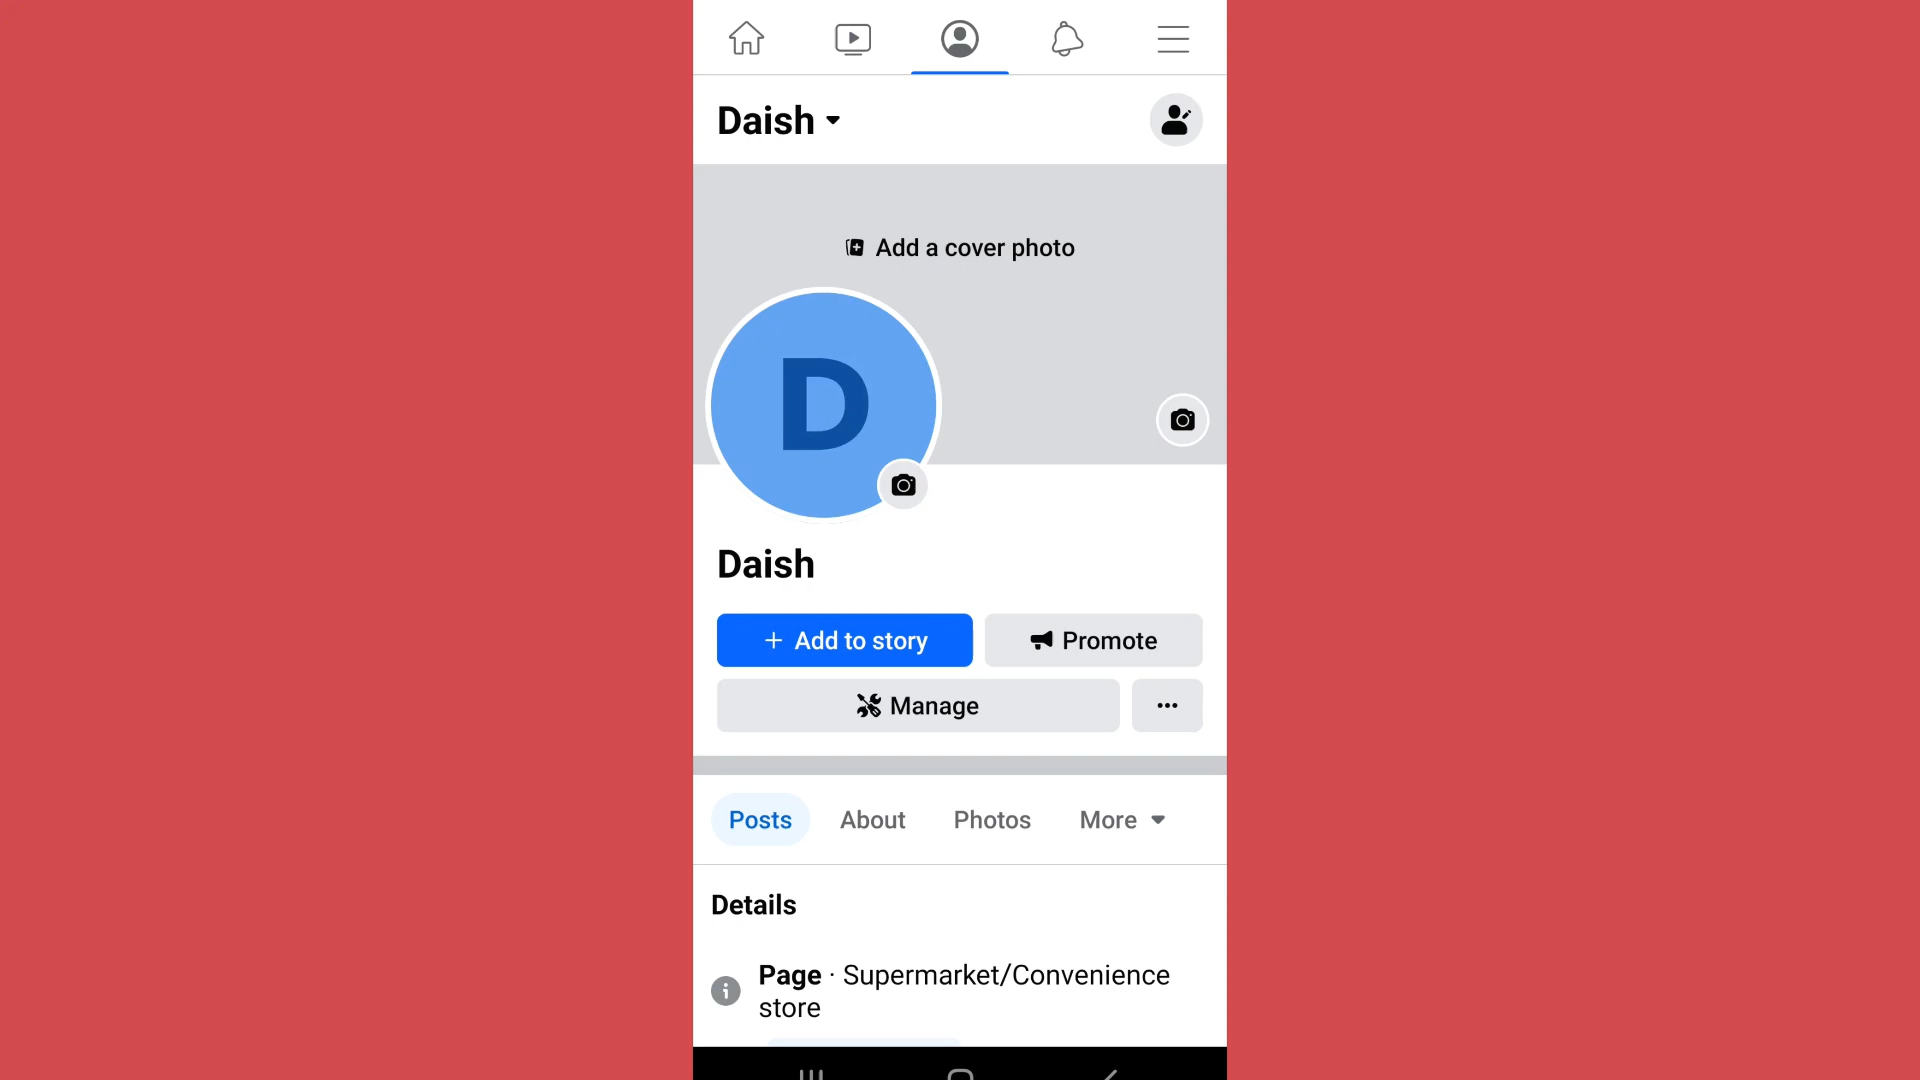 Daish
Add a cover photo
D
Daish
+ Add to story
Promote
Manage
Posts About Photos More
Details
Page · Supermarket/Convenience
store